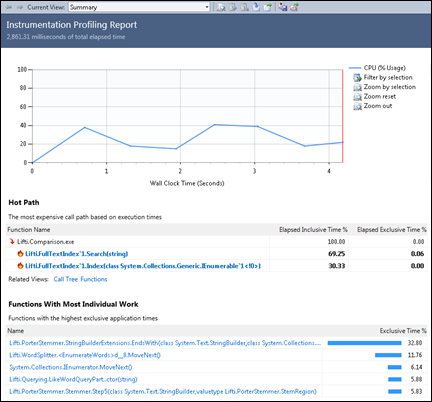 Current View: Summary
Instrumentation Profiling Report
2,861.31 milliseconds of total elapsed time
100
80
60
40
20
0
0 1 2 3 4
Wall Clock Time (Seconds)
CPU (% Usage)
Filter by selection
Zoom by selection
Zoom reset
Zoom out
Hot Path
The most expensive call path based on execution times
Function Name Elapsed Inclusive Time % Elapsed Exclusive Time %
Lifti.Comparison.exe 100.00 0.00
Lifti.FullTextIndex`1.Search(string) 69.25 0.06
Lifti.FullTextIndex`1.Index(class System.Collections.Generic.IEnumerable`1<!0>) 30.33 0.00
Related Views: Call Tree Functions
Functions With Most Individual Work
Functions with the highest exclusive application times
Name Exclusive Time %
Lifti.PorterStemmer.StringBuilderExtensions.EndsWith(class System.Text.StringBuilder,class System.Collections.... 32.80
Lifti.WordSplitter.<EnumerateWords>d__8.MoveNext() 11.76
System.Collections.IEnumerator.MoveNext() 6.14
Lifti.Querying.LikeWordQueryPart..ctor(string) 5.88
Lifti.PorterStemmer.Stemmer.Step5(class System.Text.StringBuilder,valuetype Lifti.PorterStemmer.StemRegion) 5.83